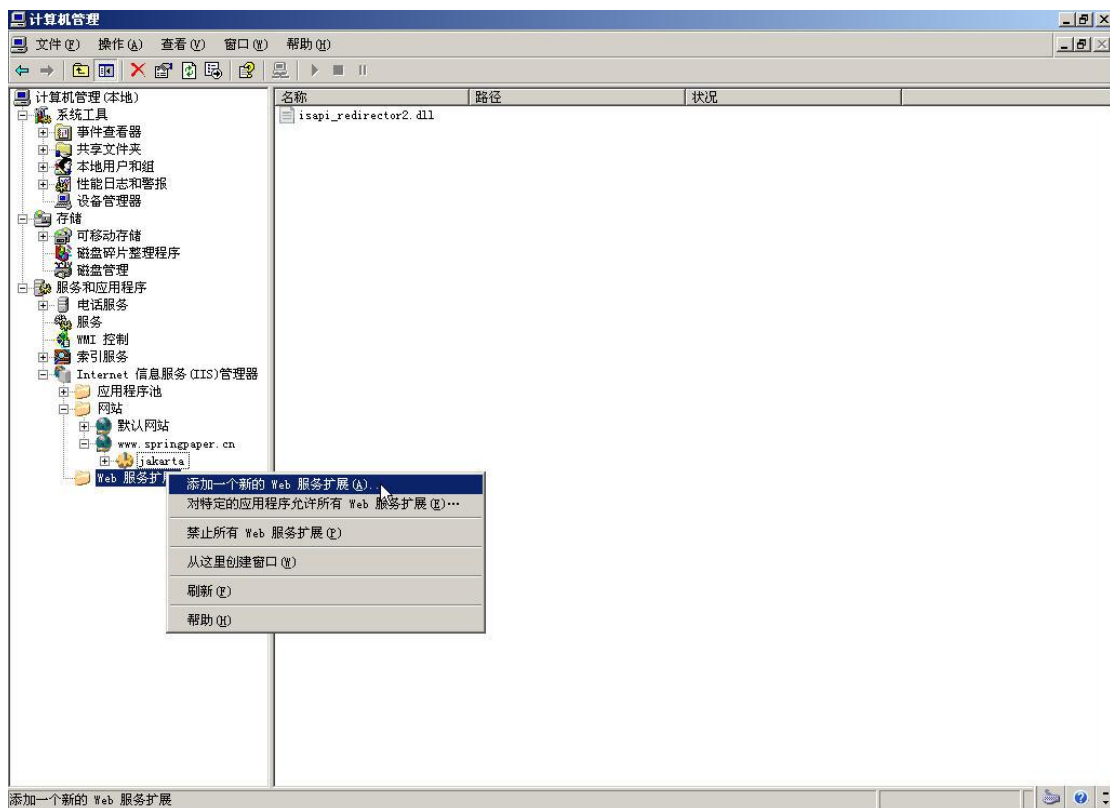 计算机管理
文件(F) 操作(A) 查看(V) 窗口(W) 帮助(H)
计算机管理(本地)
系统工具
事件查看器
共享文件夹
本地用户和组
性能日志和警报
设备管理器
存储
可移动存储
磁盘碎片整理程序
磁盘管理
服务和应用程序
电话服务
服务
WMI 控制
索引服务
Internet 信息服务(IIS)管理器
应用程序池
网站
默认网站
www.springpaper.cn
jakarta
Web 服务扩
名称 路径 状况
isapi_redirector2.dll
添加一个新的 Web 服务扩展(A)...
对特定的应用程序允许所有 Web 服务扩展(E)...
禁止所有 Web 服务扩展(P)
从这里创建窗口(W)
刷新(F)
帮助(H)
添加一个新的 Web 服务扩展